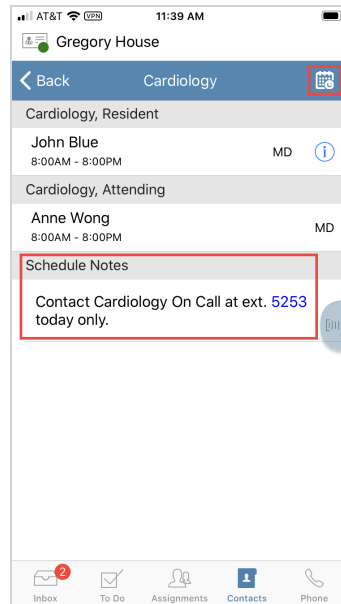 AT&T VPN 11:39 AM
Gregory House
Back Cardiology
Cardiology, Resident
John Blue
8:00AM - 8:00PM MD i
Cardiology, Attending
Anne Wong
8:00AM - 8:00PM MD
Schedule Notes
Contact Cardiology On Call at ext. 5253
today only.
2
Inbox To Do Assignments Contacts Phone